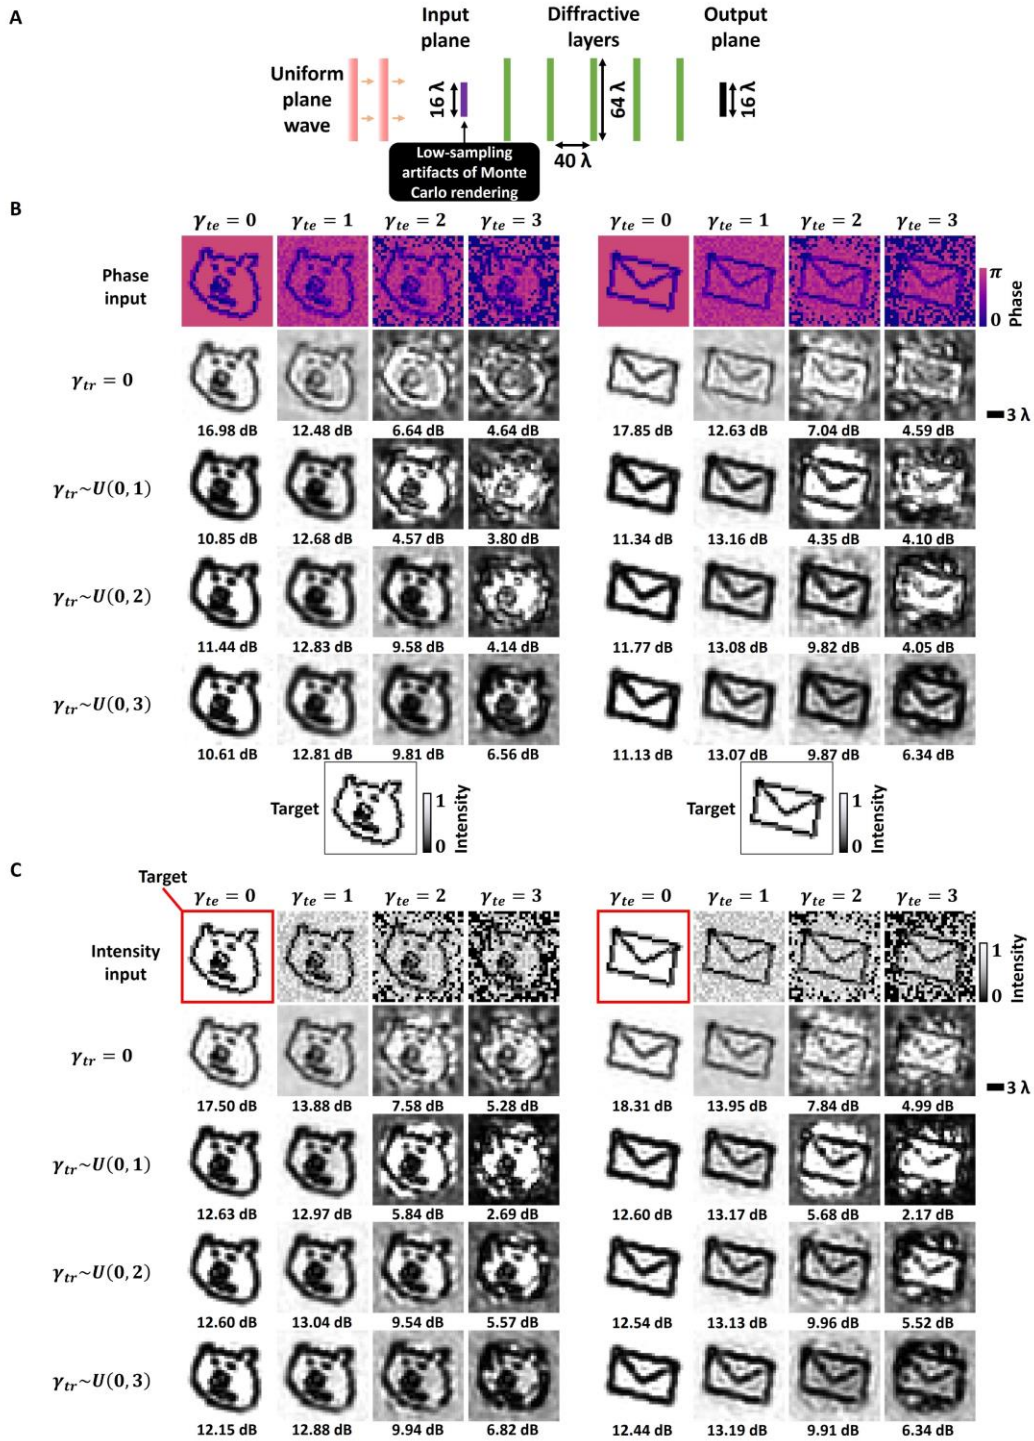 A
Input plane
Diffractive layers
Output plane
Uniform plane wave
16 λ
64 λ
16 λ
40 λ
Low-sampling artifacts of Monte Carlo rendering
B
γte = 0 γte = 1 γte = 2 γte = 3 γte = 0 γte = 1 γte = 2 γte = 3
Phase input
π
0
Phase
γtr = 0
3 λ
16.98 dB 12.48 dB 6.64 dB 4.64 dB 17.85 dB 12.63 dB 7.04 dB 4.59 dB
γtr~U(0, 1)
10.85 dB 12.68 dB 4.57 dB 3.80 dB 11.34 dB 13.16 dB 4.35 dB 4.10 dB
γtr~U(0, 2)
11.44 dB 12.83 dB 9.58 dB 4.14 dB 11.77 dB 13.08 dB 9.82 dB 4.05 dB
γtr~U(0, 3)
10.61 dB 12.81 dB 9.81 dB 6.56 dB 11.13 dB 13.07 dB 9.87 dB 6.34 dB
Target
1
0
Intensity
Target
1
0
Intensity
C
Target
γte = 0 γte = 1 γte = 2 γte = 3 γte = 0 γte = 1 γte = 2 γte = 3
Intensity input
1
0
Intensity
γtr = 0
3 λ
17.50 dB 13.88 dB 7.58 dB 5.28 dB 18.31 dB 13.95 dB 7.84 dB 4.99 dB
γtr~U(0, 1)
12.63 dB 12.97 dB 5.84 dB 2.69 dB 12.60 dB 13.17 dB 5.68 dB 2.17 dB
γtr~U(0, 2)
12.60 dB 13.04 dB 9.54 dB 5.57 dB 12.54 dB 13.13 dB 9.96 dB 5.52 dB
γtr~U(0, 3)
12.15 dB 12.88 dB 9.94 dB 6.82 dB 12.44 dB 13.19 dB 9.91 dB 6.34 dB